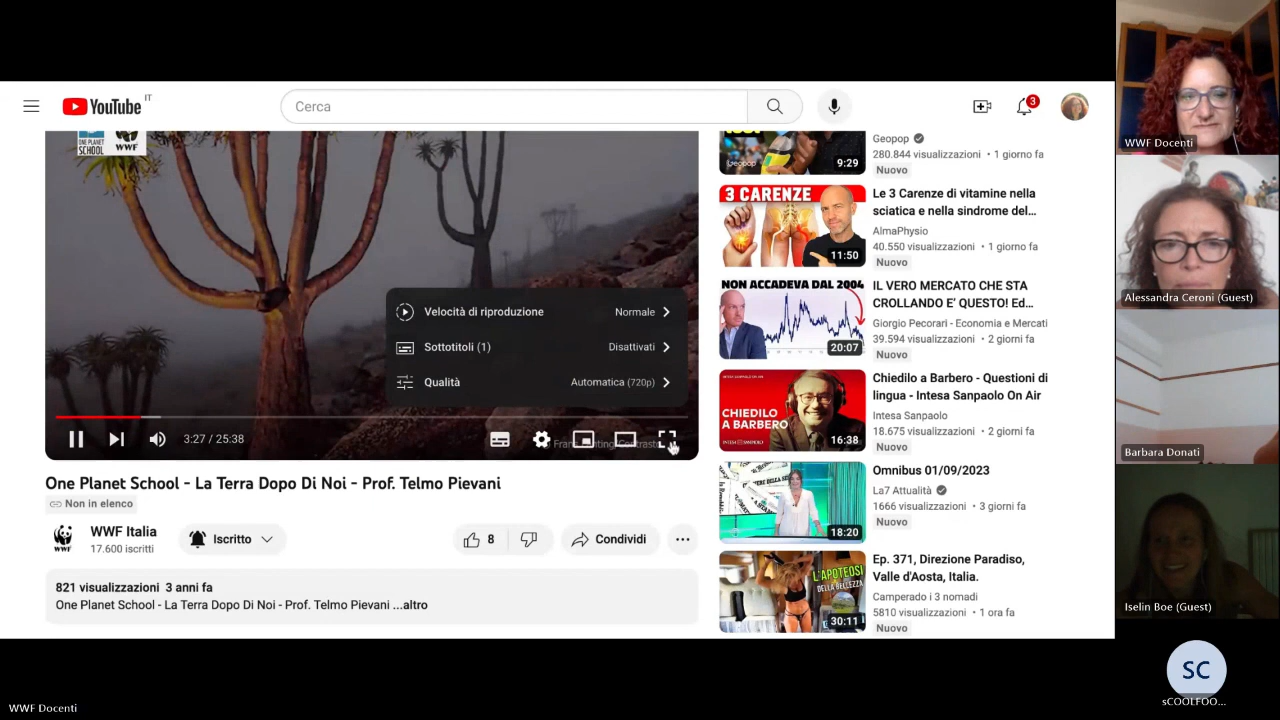 YouTube IT
Cerca
3
ONE PLANET
SCHOOL
WWF
Velocità di riproduzione Normale
Sottotitoli (1) Disattivati
Qualità Automatica (720p)
3:27 / 25:38
One Planet School - La Terra Dopo Di Noi - Prof. Telmo Pievani
Non in elenco
WWF
WWF Italia
17.600 iscritti
Iscritto
8
Condividi
821 visualizzazioni 3 anni fa
One Planet School - La Terra Dopo Di Noi - Prof. Telmo Pievani ...altro
Geopop
9:29
Geopop
280.844 visualizzazioni • 1 giorno fa
Nuovo
3 CARENZE
11:50
Le 3 Carenze di vitamine nella
sciatica e nella sindrome del...
AlmaPhysio
40.550 visualizzazioni • 1 giorno fa
Nuovo
NON ACCADEVA DAL 2004
20:07
IL VERO MERCATO CHE STA
CROLLANDO E' QUESTO! Ed...
Giorgio Pecorari - Economia e Mercati
39.594 visualizzazioni • 2 giorni fa
Nuovo
CHIEDILO
A BARBERO
16:38
Chiedilo a Barbero - Questioni di
lingua - Intesa Sanpaolo On Air
Intesa Sanpaolo
18.675 visualizzazioni • 2 giorni fa
Nuovo
18:20
Omnibus 01/09/2023
La7 Attualità
1666 visualizzazioni • 3 giorni fa
Nuovo
L'APOTEOSI
DELLA BELLEZZA
30:11
Ep. 371, Direzione Paradiso,
Valle d'Aosta, Italia.
Camperado i 3 nomadi
5810 visualizzazioni • 1 ora fa
Nuovo
WWF Docenti
Alessandra Ceroni (Guest)
Barbara Donati
Iselin Boe (Guest)
SC
sCOOLFOO...
WWF Docenti